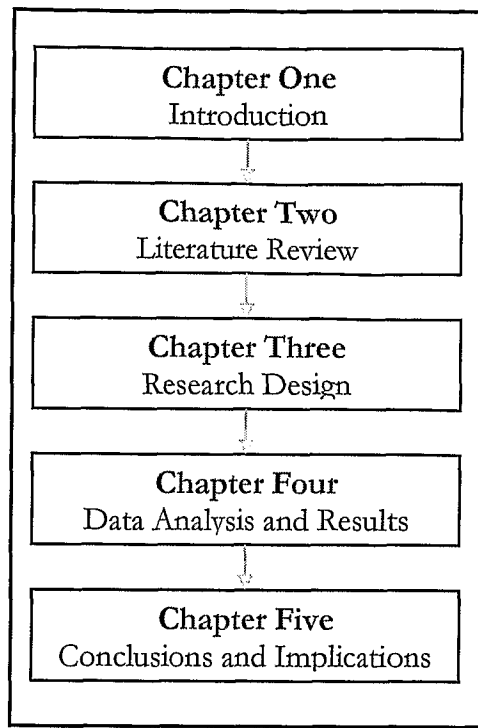 Chapter One
Introduction
Chapter Two
Literature Review
Chapter Three
Research Design
Chapter Four
Data Analysis and Results
Chapter Five
Conclusions and Implications